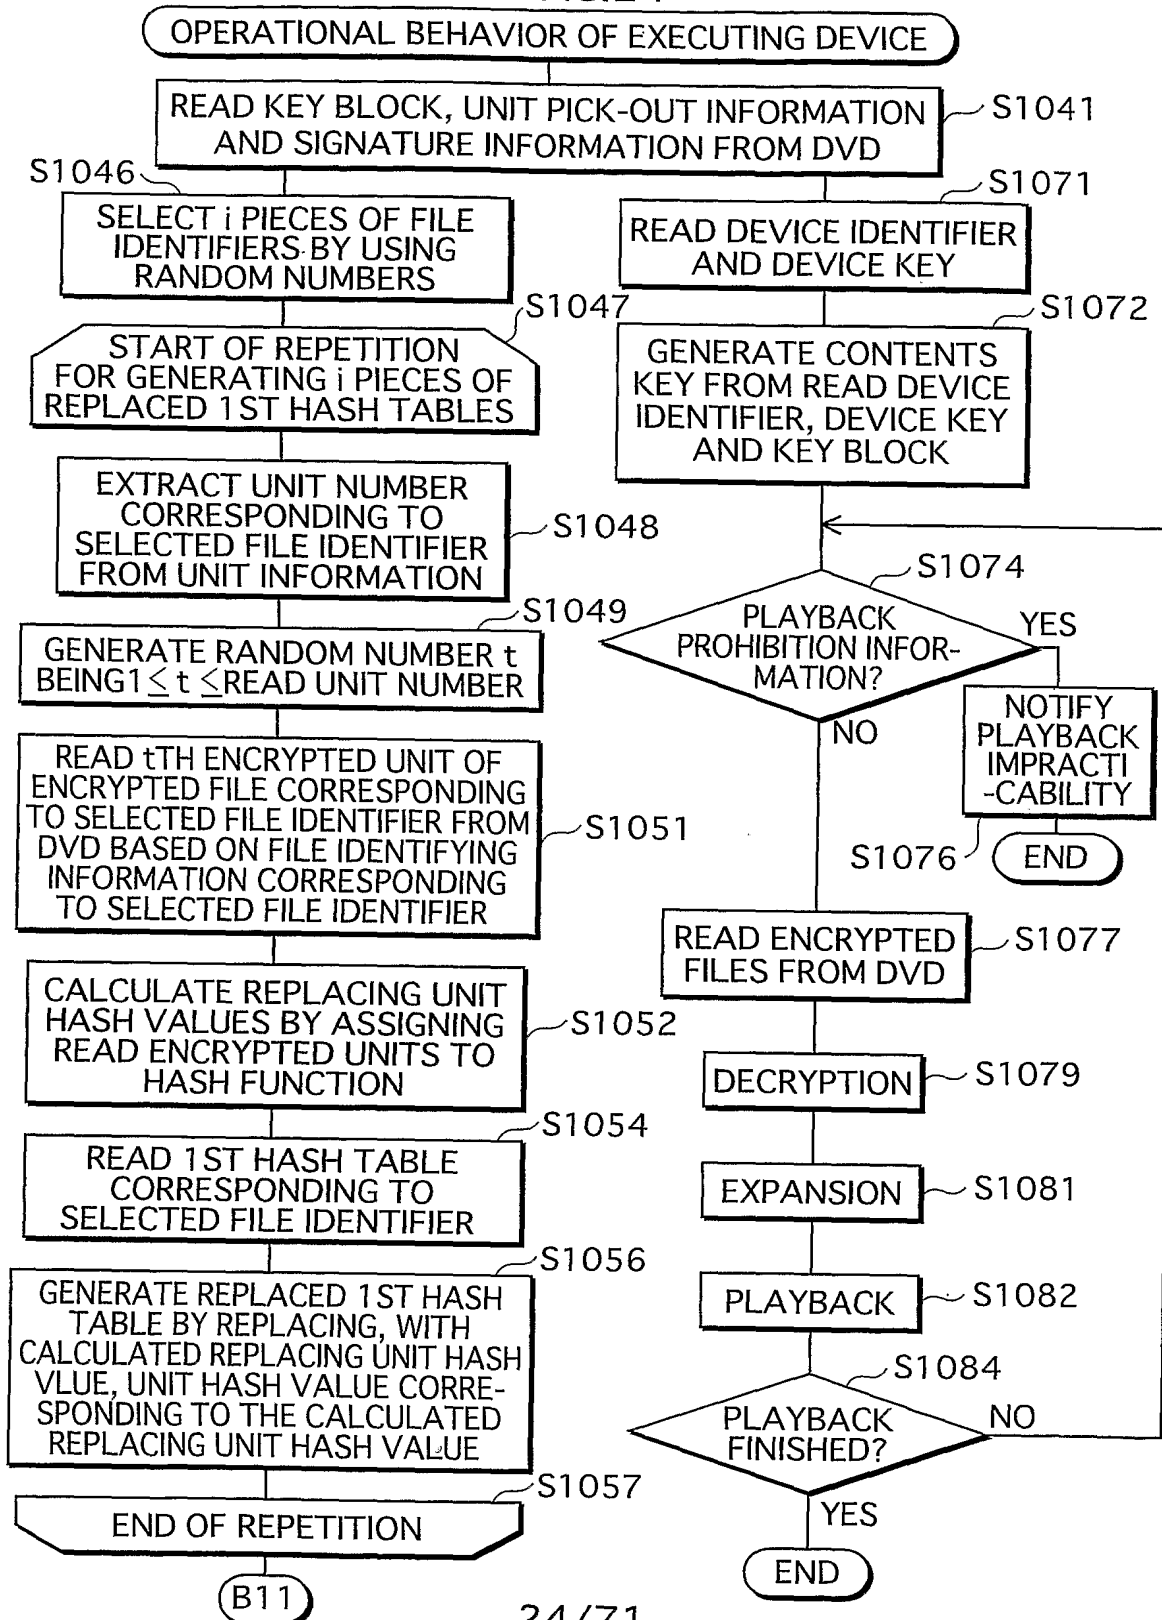 OPERATIONAL BEHAVIOR OF EXECUTING DEVICE
READ KEY BLOCK, UNIT PICK-OUT INFORMATION
AND SIGNATURE INFORMATION FROM DVD
S1041
S1046
SELECT i PIECES OF FILE
IDENTIFIERS BY USING
RANDOM NUMBERS
S1047
START OF REPETITION
FOR GENERATING i PIECES OF
REPLACED 1ST HASH TABLES
EXTRACT UNIT NUMBER
CORRESPONDING TO
SELECTED FILE IDENTIFIER
FROM UNIT INFORMATION
S1048
S1049
GENERATE RANDOM NUMBER t
BEING1 ≤ t ≤READ UNIT NUMBER
READ tTH ENCRYPTED UNIT OF
ENCRYPTED FILE CORRESPONDING
TO SELECTED FILE IDENTIFIER FROM
DVD BASED ON FILE IDENTIFYING
INFORMATION CORRESPONDING
TO SELECTED FILE IDENTIFIER
S1051
CALCULATE REPLACING UNIT
HASH VALUES BY ASSIGNING
READ ENCRYPTED UNITS TO
HASH FUNCTION
S1052
S1054
READ 1ST HASH TABLE
CORRESPONDING TO
SELECTED FILE IDENTIFIER
S1056
GENERATE REPLACED 1ST HASH
TABLE BY REPLACING, WITH
CALCULATED REPLACING UNIT HASH
VLUE, UNIT HASH VALUE CORRE-
SPONDING TO THE CALCULATED
REPLACING UNIT HASH VALUE
S1057
END OF REPETITION
B11
S1071
READ DEVICE IDENTIFIER
AND DEVICE KEY
S1072
GENERATE CONTENTS
KEY FROM READ DEVICE
IDENTIFIER, DEVICE KEY
AND KEY BLOCK
S1074
PLAYBACK
PROHIBITION INFOR-
MATION?
YES
NO
NOTIFY
PLAYBACK
IMPRACTI
-CABILITY
S1076
END
READ ENCRYPTED
FILES FROM DVD
S1077
DECRYPTION
S1079
EXPANSION
S1081
PLAYBACK
S1082
S1084
PLAYBACK
FINISHED?
NO
YES
END
24/71